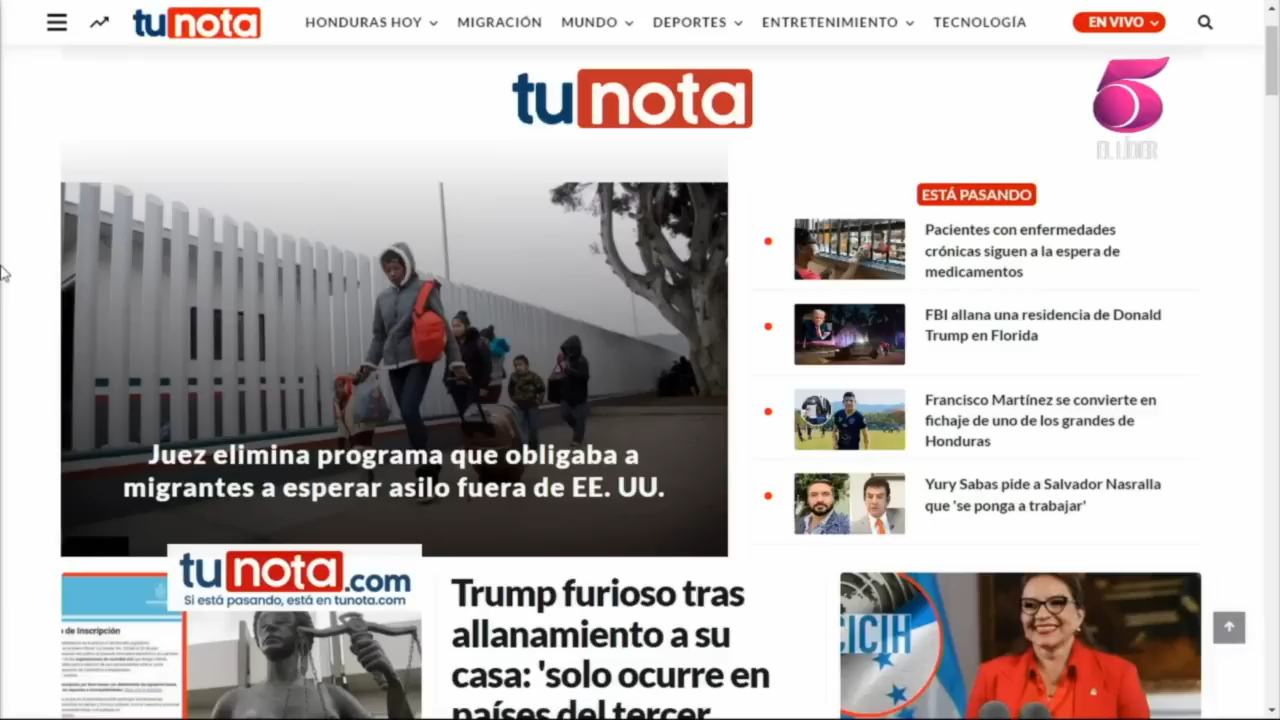 tunota
HONDURAS HOY
MIGRACIÓN
MUNDO
DEPORTES
ENTRETENIMIENTO
TECNOLOGÍA
EN VIVO
tunota
5
EL LÍDER
ESTÁ PASANDO
Pacientes con enfermedades
crónicas siguen a la espera de
medicamentos
FBI allana una residencia de Donald
Trump en Florida
Francisco Martínez se convierte en
fichaje de uno de los grandes de
Honduras
Yury Sabas pide a Salvador Nasralla
que 'se ponga a trabajar'
Juez elimina programa que obligaba a
migrantes a esperar asilo fuera de EE. UU.
tunota.com
Si está pasando, está en tunota.com
de Inscripción
Trump furioso tras
allanamiento a su
casa: 'solo ocurre en
países del tercer
CICIH